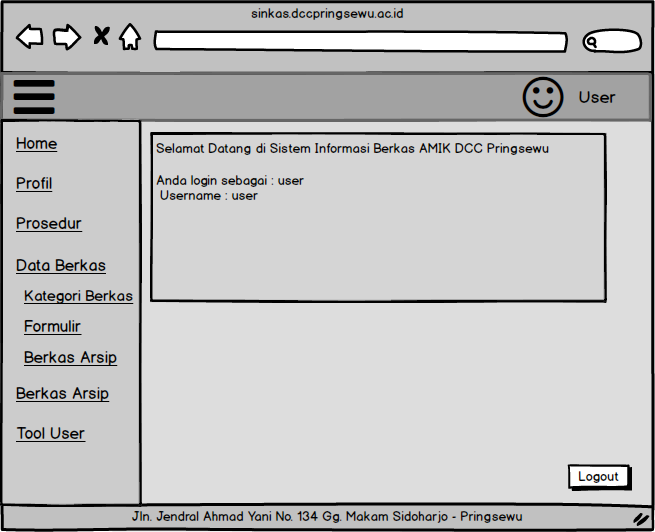 sinkas.dccpringsewu.ac.id
User
Home
Profil
Prosedur
Data Berkas
Kategori Berkas
Formulir
Berkas Arsip
Berkas Arsip
Tool User
Selamat Datang di Sistem Informasi Berkas AMIK DCC Pringsewu
Anda login sebagai : user
Username : user
Logout
Jln. Jendral Ahmad Yani No. 134 Gg. Makam Sidoharjo - Pringsewu